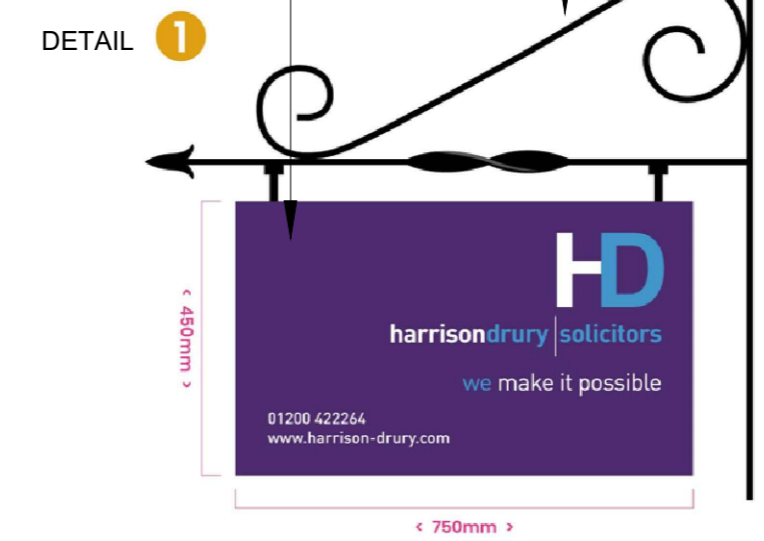 DETAIL 1
HD
harrisondrury solicitors
we make it possible
01200 422264
www.harrison-drury.com
< 450mm >
< 750mm >